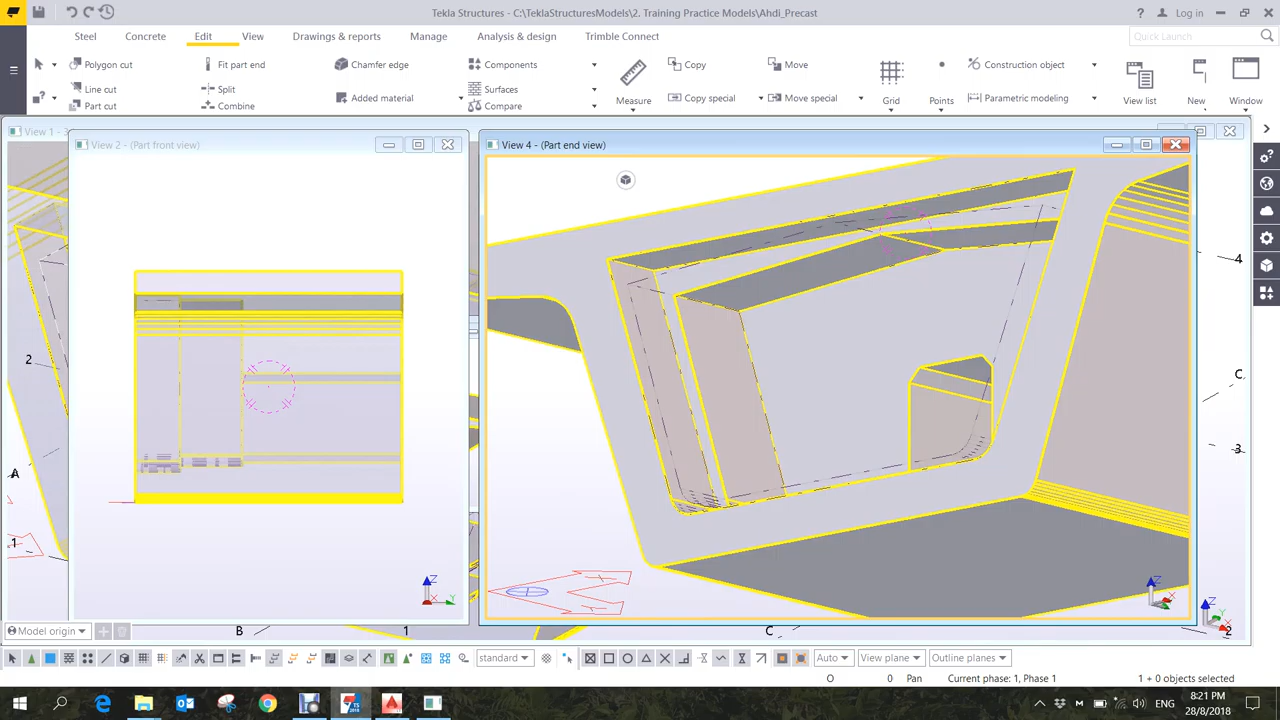 Tekla Structures - C:\TeklaStructuresModels\2. Training Practice Models\Ahdi_Precast
? Log in
Steel Concrete Edit View Drawings & reports Manage Analysis & design Trimble Connect
Quick Launch
Polygon cut Fit part end Chamfer edge Components Copy Move Construction object
Line cut Split Surfaces
Part cut Combine Added material Compare Measure Copy special Move special Grid Points Parametric modeling View list New Window
View 1 - 3
View 2 - (Part front view)
View 4 - (Part end view)
4
2
C
3
A
1
Z
X Y
Z
Z
Model origin
B 1 C 2
standard Auto View plane Outline planes
O 0 Pan Current phase: 1, Phase 1 1 + 0 objects selected
TS
2018
ENG
8:21 PM
28/8/2018